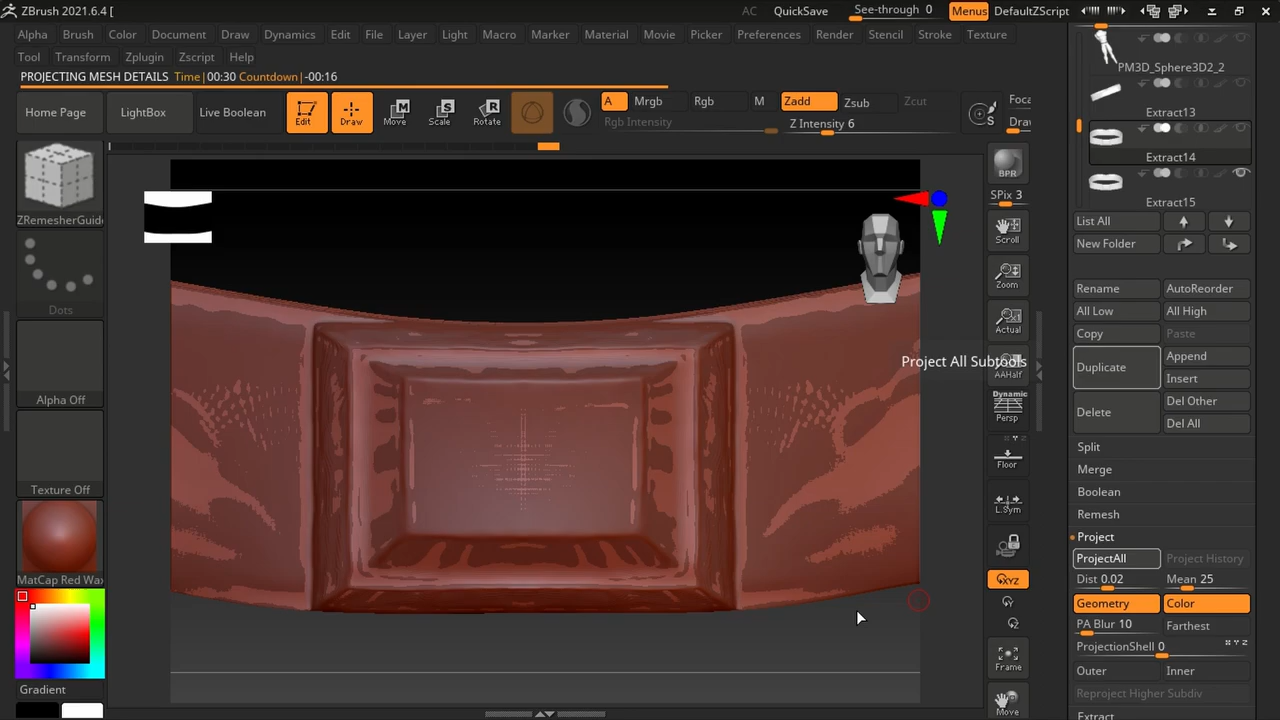 ZBrush 2021.6.4 [
AC QuickSave See-through 0 Menus DefaultZScript
Alpha Brush Color Document Draw Dynamics Edit File Layer Light Macro Marker Material Movie Picker Preferences Render Stencil Stroke Texture
Tool Transform Zplugin Zscript Help
PROJECTING MESH DETAILS Time|00:30 Countdown|-00:16
Home Page LightBox Live Boolean Edit Draw Move Scale Rotate
A Mrgb Rgb M Zadd Zsub Zcut
Rgb Intensity Z Intensity 6
Foca
Draw
ZRemesherGuide
Dots
Alpha Off
Texture Off
MatCap Red Wax
Gradient
Project All Subtools
BPR
SPix 3
Scroll
Zoom
Actual
AAHalf
Dynamic
Persp
Floor
L.Sym
XYZ
Y
Z
Frame
Move
PM3D_Sphere3D2_2
Extract13
Extract14
Extract15
List All
New Folder
Rename AutoReorder
All Low All High
Copy Paste
Duplicate Append
Insert
Delete Del Other
Del All
Split
Merge
Boolean
Remesh
Project
ProjectAll Project History
Dist 0.02 Mean 25
Geometry Color
PA Blur 10 Farthest
ProjectionShell 0 X Y Z
Outer Inner
Reproject Higher Subdiv
Extract